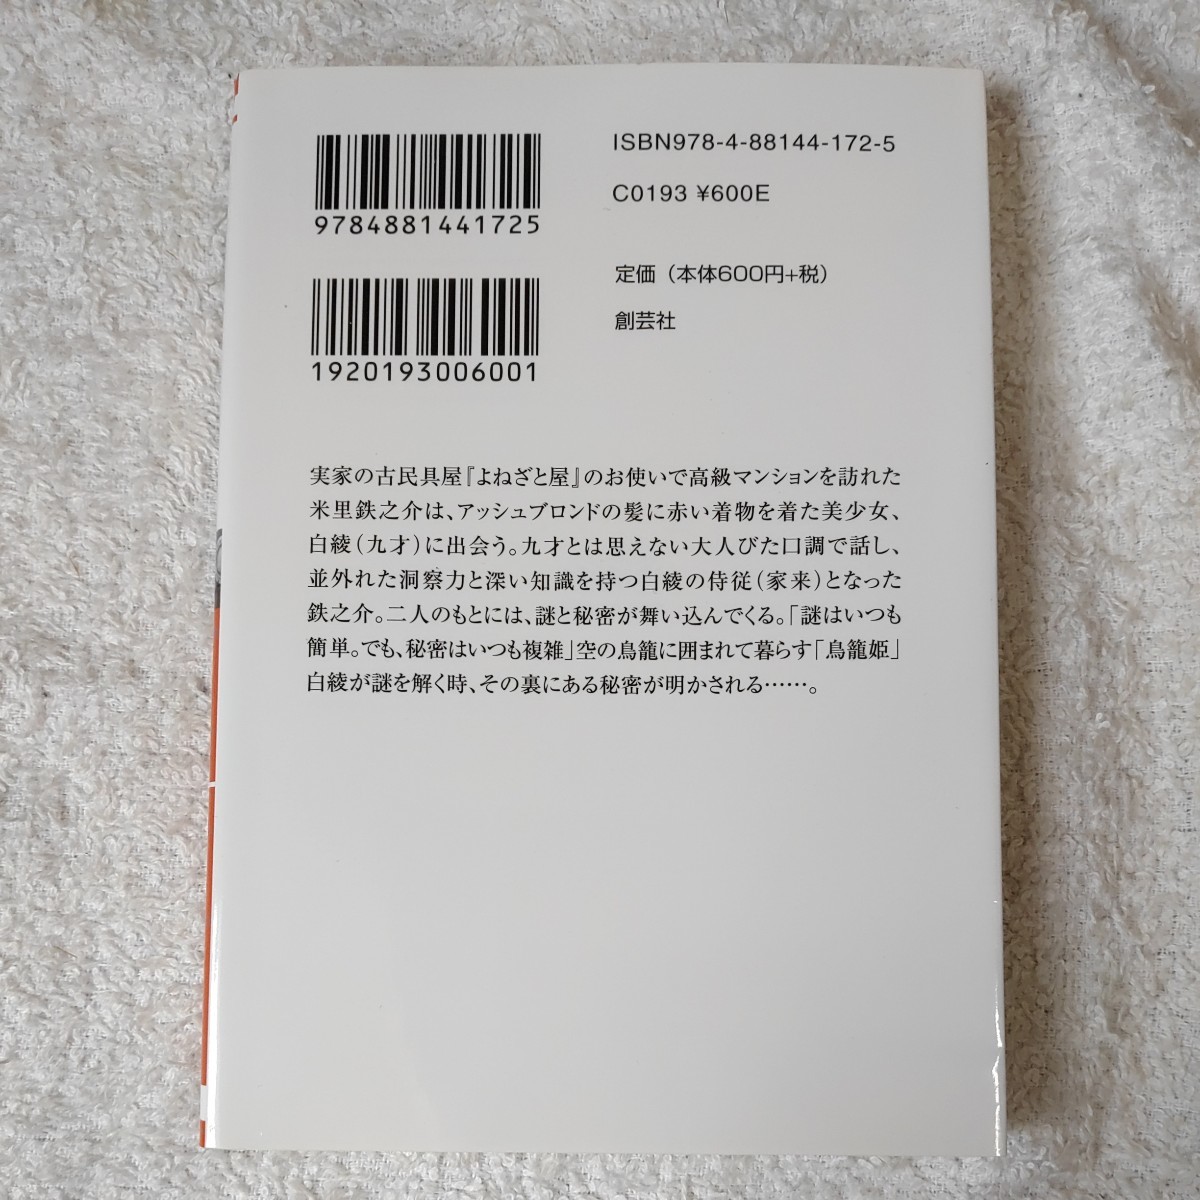 9784881441725
ISBN978-4-88144-172-5
C0193 ¥600E
1920193006001
定価（本体600円+税）
創芸社
実家の古民具屋『よねざと屋』のお使いで高級マンションを訪れた
米里鉄之介は、アッシュブロンドの髪に赤い着物を着た美少女、
白綾（九才）に出会う。九才とは思えない大人びた口調で話し、
並外れた洞察力と深い知識を持つ白綾の侍従（家来）となった
鉄之介。二人のもとには、謎と秘密が舞い込んでくる。「謎はいつも
簡単。でも、秘密はいつも複雑」空の鳥籠に囲まれて暮らす「鳥籠姫」
白綾が謎を解く時、その裏にある秘密が明かされる……。